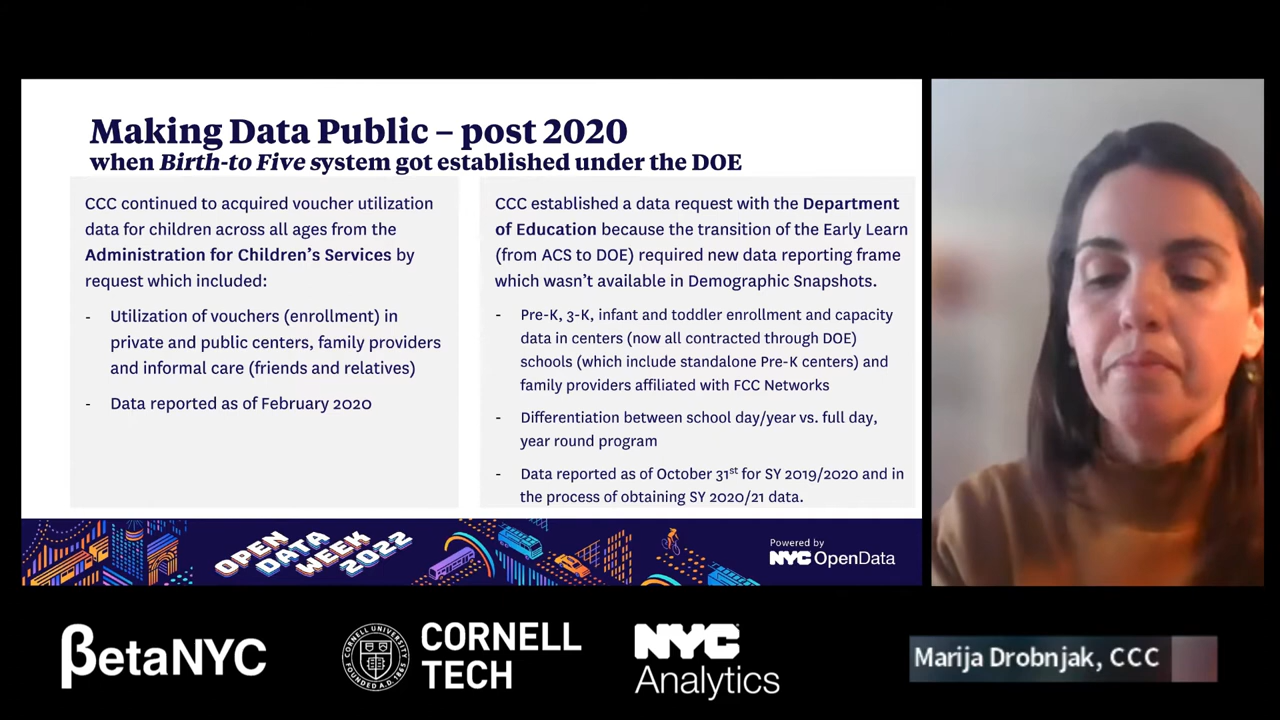 Making Data Public – post 2020
when Birth-to Five system got established under the DOE
CCC continued to acquired voucher utilization
data for children across all ages from the
Administration for Children's Services by
request which included:
- Utilization of vouchers (enrollment) in
private and public centers, family providers
and informal care (friends and relatives)
- Data reported as of February 2020
CCC established a data request with the Department
of Education because the transition of the Early Learn
(from ACS to DOE) required new data reporting frame
which wasn't available in Demographic Snapshots.
- Pre-K, 3-K, infant and toddler enrollment and capacity
data in centers (now all contracted through DOE)
schools (which include standalone Pre-K centers) and
family providers affiliated with FCC Networks
- Differentiation between school day/year vs. full day,
year round program
- Data reported as of October 31st for SY 2019/2020 and in
the process of obtaining SY 2020/21 data.
OPEN
DATA
WEEK
2022
Powered by
NYC OpenData
βetaNYC
CORNELL UNIVERSITY
FOUNDED A.D. 1865
CORNELL
TECH
NYC
Analytics
Marija Drobnjak, CCC